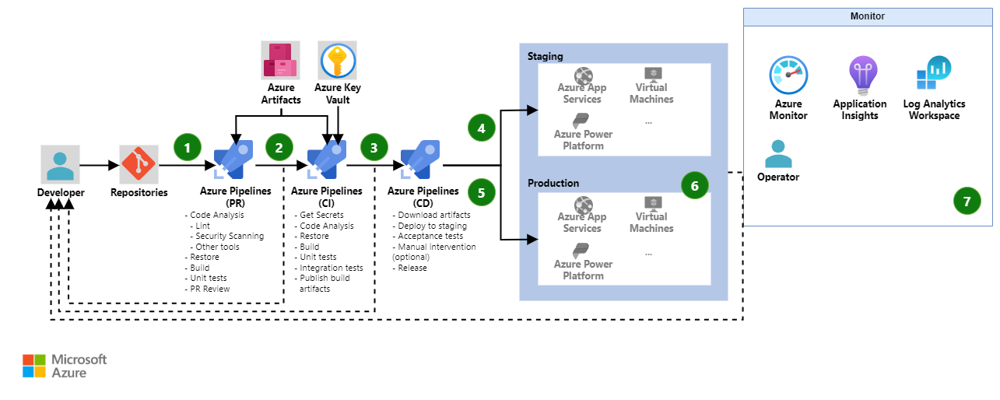 Monitor
Azure
Artifacts
Azure Key
Vault
Staging
Azure App
Services
Virtual
Machines
Azure Power
Platform
...
Azure
Monitor
Application
Insights
Log Analytics
Workspace
Operator
1
2
3
4
5
6
7
Developer
Repositories
Azure Pipelines
(PR)
- Code Analysis
- Lint
- Security Scanning
- Other tools
- Restore
- Build
- Unit tests
- PR Review
Azure Pipelines
(CI)
- Get Secrets
- Code Analysis
- Restore
- Build
- Unit tests
- Integration tests
- Publish build
artifacts
Azure Pipelines
(CD)
- Download artifacts
- Deploy to staging
- Acceptance tests
- Manual intervention
(optional)
- Release
Production
Azure App
Services
Virtual
Machines
Azure Power
Platform
...
Microsoft
Azure